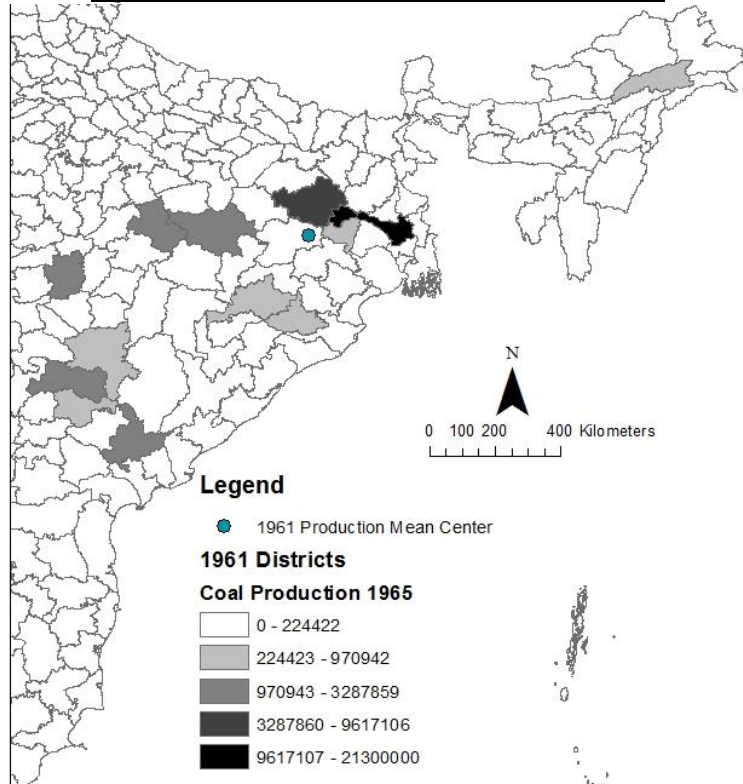 N
0 100 200 400 Kilometers
Legend
1961 Production Mean Center
1961 Districts
Coal Production 1965
0 - 224422
224423 - 970942
970943 - 3287859
3287860 - 9617106
9617107 - 21300000